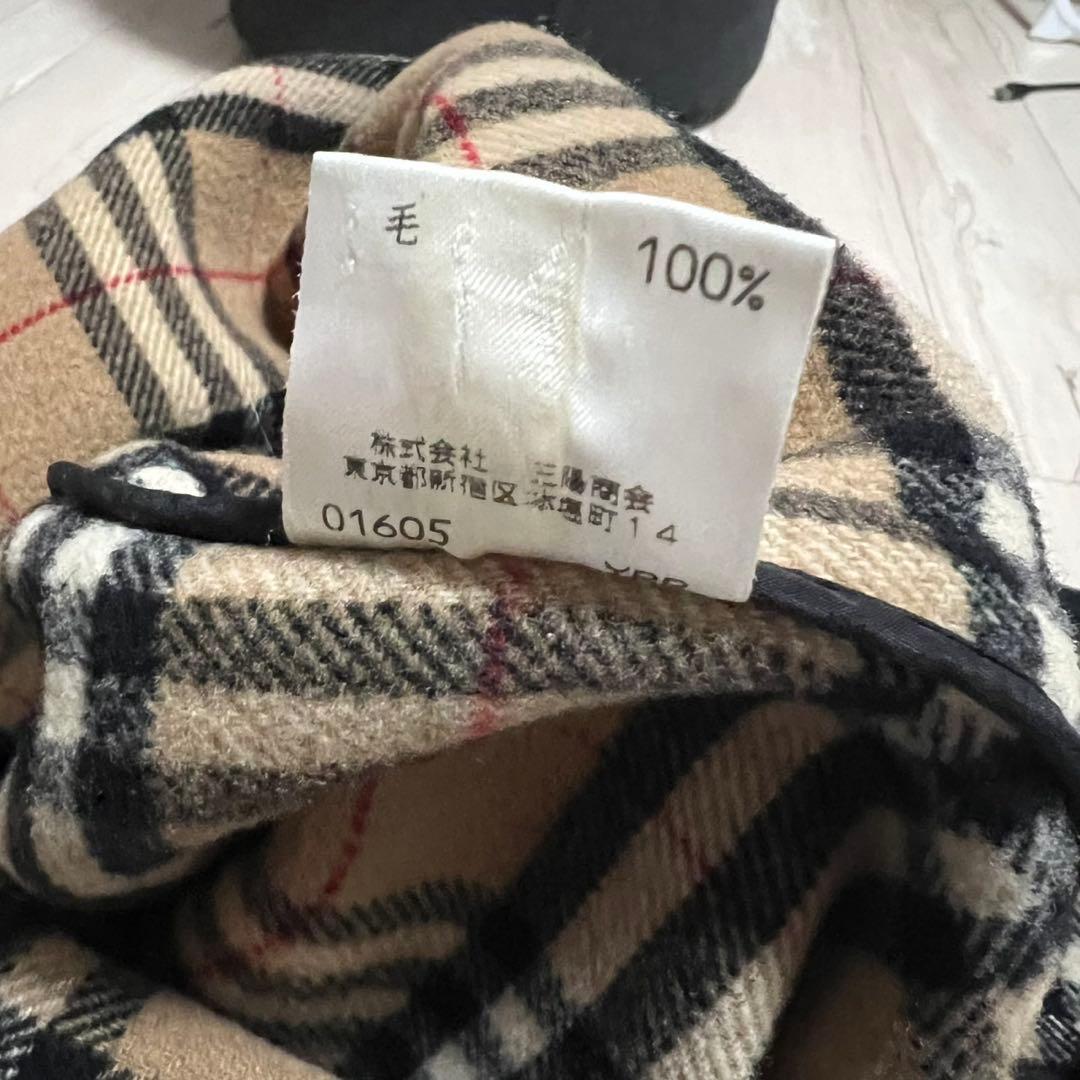 毛 100%
株式会社 三陽商会
東京都新宿区本塩町14
01605